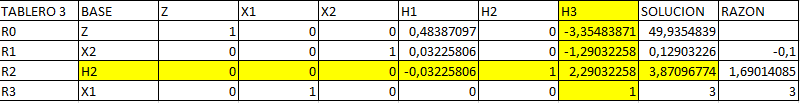 TABLERO 3 BASE Z X1 X2 H1 H2 H3 SOLUCION RAZON
R0 Z 1 0 0 0,48387097 0 -3,35483871 49,9354839
R1 X2 0 0 1 0,03225806 0 -1,29032258 0,12903226 -0,1
R2 H2 0 0 0 -0,03225806 1 2,29032258 3,87096774 1,69014085
R3 X1 0 1 0 0 0 1 3 3